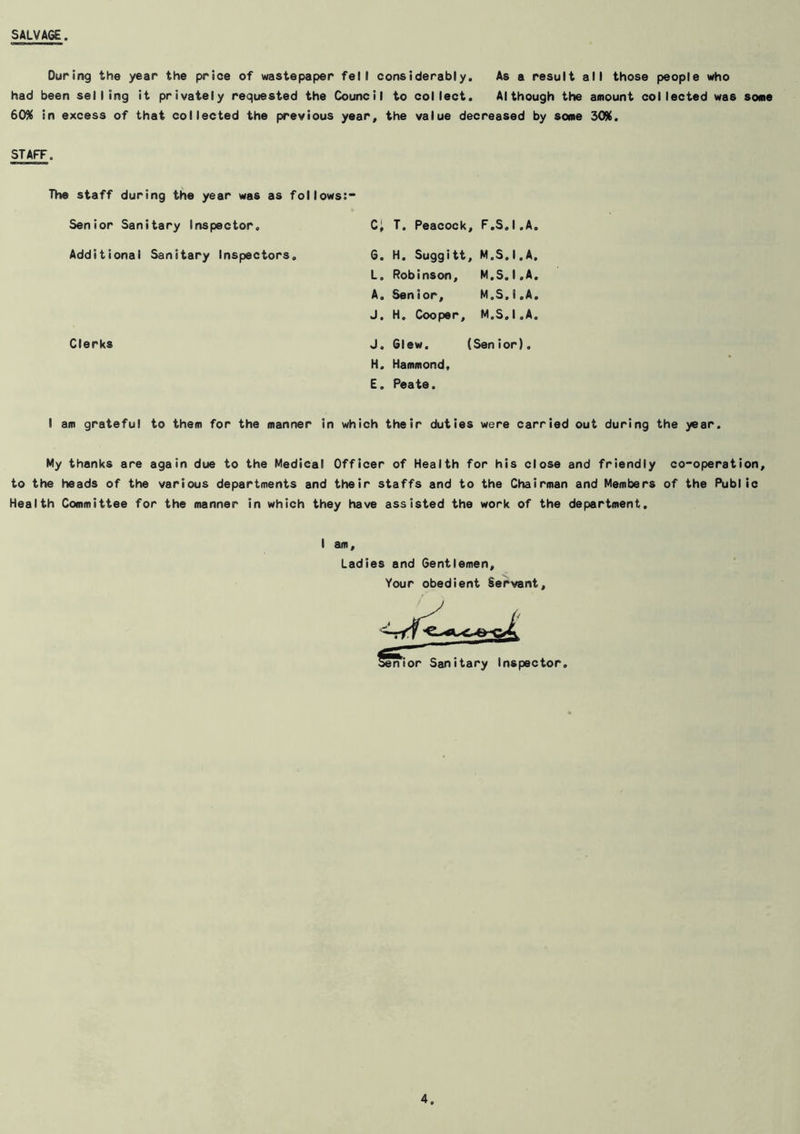 SALVAGE.
During the year the price of wastepaper fell considerably. As a result all those people who
had been selling it privately requested the Council to collect. Although the amount collected was some
60% in excess of that collected the previous year, the value decreased by some 30%.
STAFF.
The staff during the year was as follows:-
Senior Sanitary Inspector. C. T. Peacock, F.S.I.A.
Additional Sanitary Inspectors. G. H. Suggitt, M.S.I.A.
L. Robinson, M.S.I.A.
A. Senior, M.S.I.A.
J. H. Cooper, M.S.I.A.
Clerks J. Glew. (Senior).
H. Hammond,
E. Peate.
I am grateful to them for the manner in which their duties were carried out during the year.
My thanks are again due to the Medical Officer of Health for his close and friendly co-operation,
to the heads of the various departments and their staffs and to the Chairman and Members of the Public
Health Committee for the manner in which they have assisted the work of the department.
I am,
Ladies and Gentlemen,
Your obedient Servant,
Peacock
Senior Sanitary Inspector.
4.